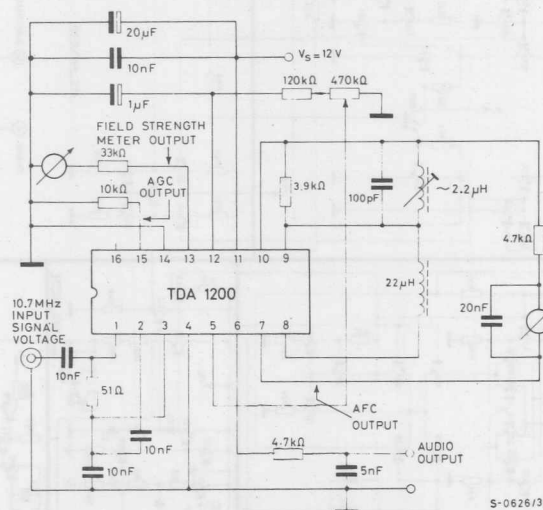 20µF
10nF
Vs = 12 V
1µF
120kΩ
470kΩ
FIELD STRENGTH
METER OUTPUT
33kΩ
10kΩ
AGC
OUTPUT
3.9kΩ
100pF
~ 2.2µH
4.7kΩ
22µH
20nF
16 15 14 13 12 11 10 9
TDA 1200
1 2 3 4 5 6 7 8
10.7MHz
INPUT
SIGNAL
VOLTAGE
10nF
51Ω
10nF
10nF
AFC
OUTPUT
4.7kΩ
AUDIO
OUTPUT
5nF
S-0626/3